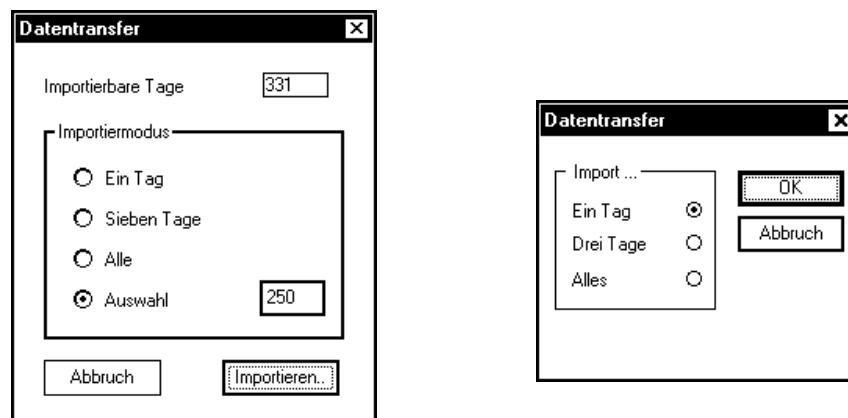 Datentransfer
Importierbare Tage 331
Importiermodus
Ein Tag
Sieben Tage
Alle
Auswahl 250
Abbruch Importieren..
Datentransfer
Import ...
Ein Tag
Drei Tage
Alles
OK
Abbruch